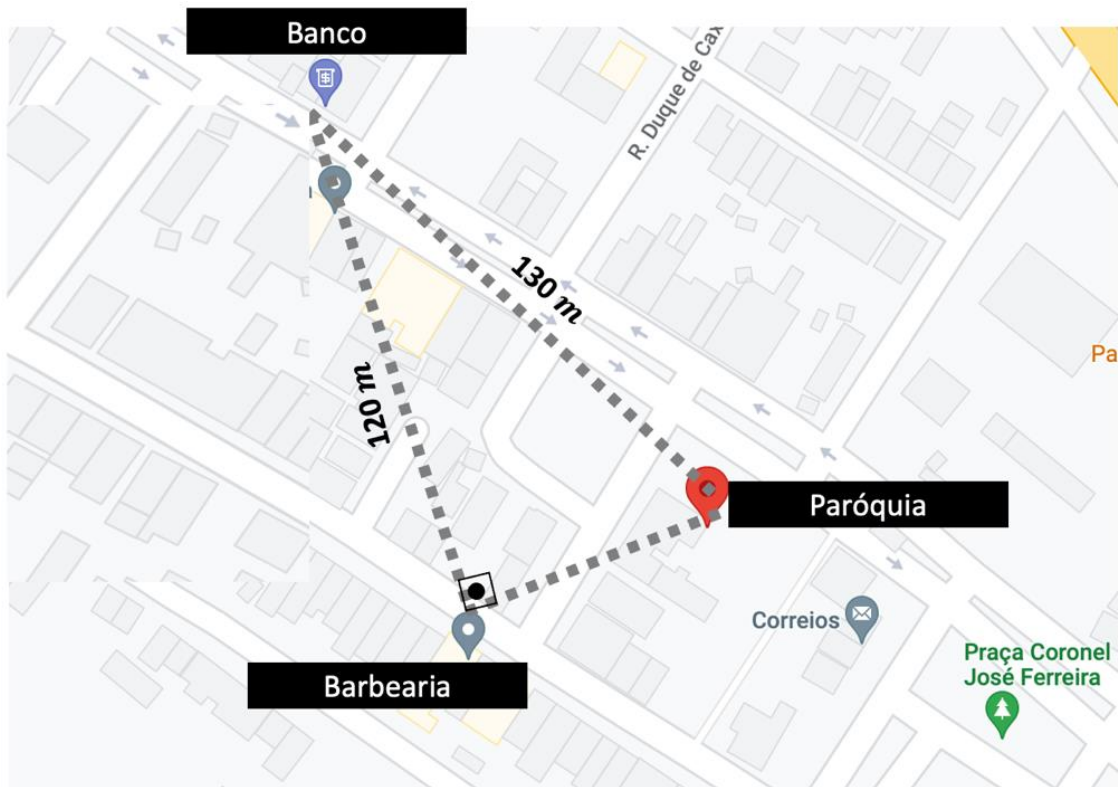 Banco
R. Duque de Cax
130 m
120 m
Pa
Paróquia
Correios
Praça Coronel
José Ferreira
Barbearia